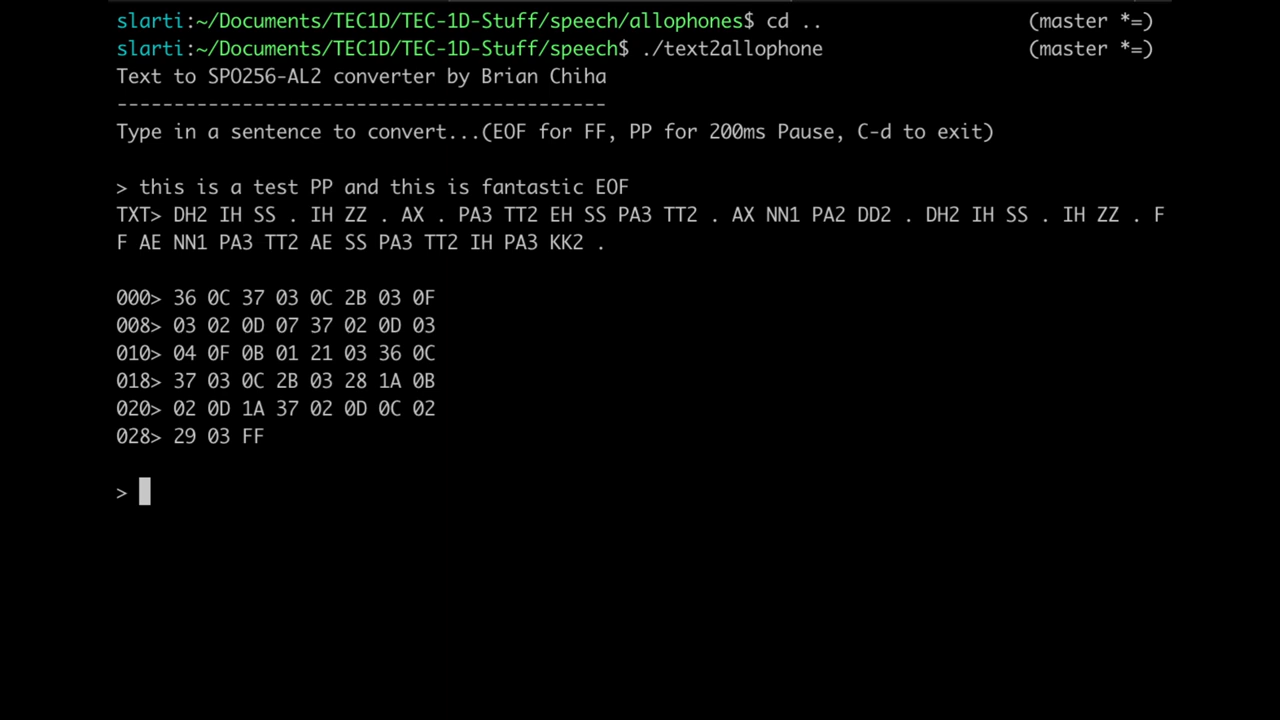 slarti:~/Documents/TEC1D/TEC-1D-Stuff/speech/allophones$ cd .. (master *=)
slarti:~/Documents/TEC1D/TEC-1D-Stuff/speech$ ./text2allophone (master *=)
Text to SPO256-AL2 converter by Brian Chiha
-------------------------------------------
Type in a sentence to convert...(EOF for FF, PP for 200ms Pause, C-d to exit)
> this is a test PP and this is fantastic EOF
TXT> DH2 IH SS . IH ZZ . AX . PA3 TT2 EH SS PA3 TT2 . AX NN1 PA2 DD2 . DH2 IH SS . IH ZZ . F
F AE NN1 PA3 TT2 AE SS PA3 TT2 IH PA3 KK2 .
000> 36 0C 37 03 0C 2B 03 0F
008> 03 02 0D 07 37 02 0D 03
010> 04 0F 0B 01 21 03 36 0C
018> 37 03 0C 2B 03 28 1A 0B
020> 02 0D 1A 37 02 0D 0C 02
028> 29 03 FF
>